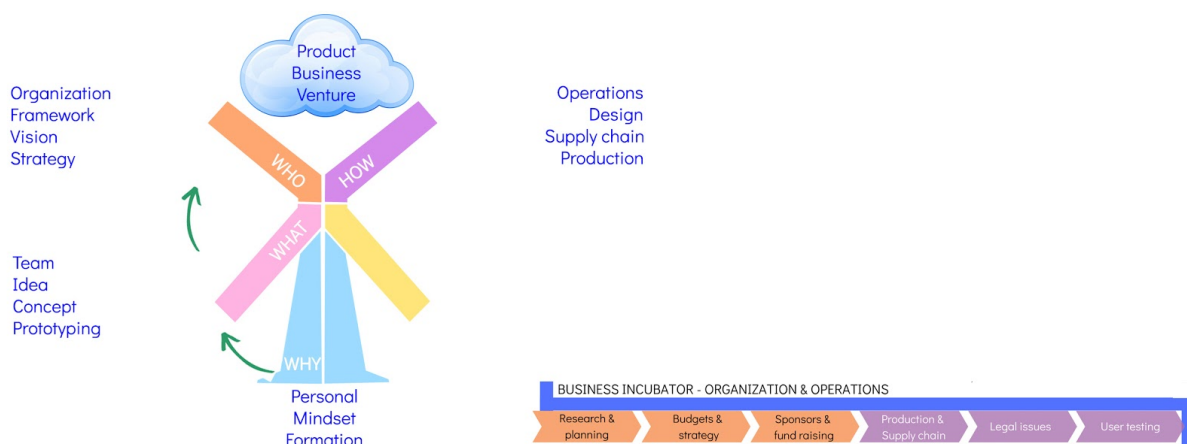 Product
Business
Venture
Organization
Framework
Vision
Strategy
Operations
Design
Supply chain
Production
WHO
HOW
WHAT
Team
Idea
Concept
Prototyping
WHY
Personal
Mindset
Formation
BUSINESS INCUBATOR - ORGANIZATION & OPERATIONS
Research &
planning
Budgets &
strategy
Sponsors &
fund raising
Production &
Supply chain
Legal issues
User testing